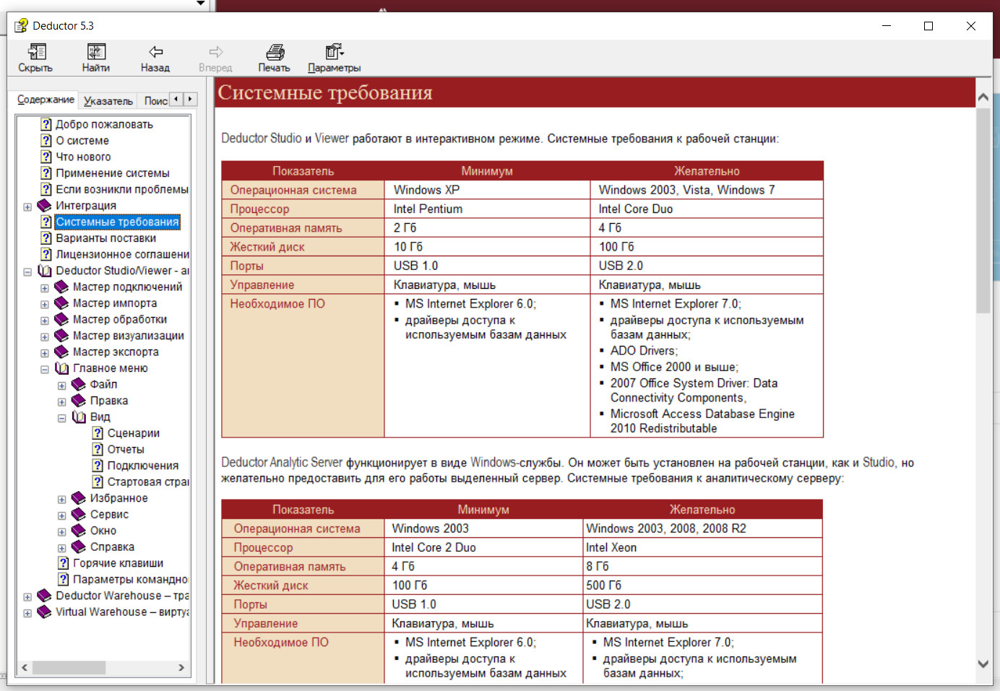 Deductor 5.3
Скрыть
Найти
Назад
Вперед
Печать
Параметры
Содержание
Указатель
Поис
Добро пожаловать
О системе
Что нового
Применение системы
Если возникли проблемы
Интеграция
Системные требования
Варианты поставки
Лицензионное соглашени
Deductor Studio/Viewer - а
Мастер подключений
Мастер импорта
Мастер обработки
Мастер визуализации
Мастер экспорта
Главное меню
Файл
Правка
Вид
Сценарии
Отчеты
Подключения
Стартовая стра
Избранное
Сервис
Окно
Справка
Горячие клавиши
Параметры командно
Deductor Warehouse – тра
Virtual Warehouse – вирту
Системные требования
Deductor Studio и Viewer работают в интерактивном режиме. Системные требования к рабочей станции:
Показатель Минимум Желательно
Операционная система Windows XP Windows 2003, Vista, Windows 7
Процессор Intel Pentium Intel Core Duo
Оперативная память 2 Гб 4 Гб
Жесткий диск 10 Гб 100 Гб
Порты USB 1.0 USB 2.0
Управление Клавиатура, мышь Клавиатура, мышь
Необходимое ПО
▪ MS Internet Explorer 6.0;
▪ драйверы доступа к
используемым базам данных
▪ MS Internet Explorer 7.0;
▪ драйверы доступа к используемым
базам данных;
▪ ADO Drivers;
▪ MS Office 2000 и выше;
▪ 2007 Office System Driver: Data
Connectivity Components,
▪ Microsoft Access Database Engine
2010 Redistributable
Deductor Analytic Server функционирует в виде Windows-службы. Он может быть установлен на рабочей станции, как и Studio, но
желательно предоставить для его работы выделенный сервер. Системные требования к аналитическому серверу:
Показатель Минимум Желательно
Операционная система Windows 2003 Windows 2003, 2008, 2008 R2
Процессор Intel Core 2 Duo Intel Xeon
Оперативная память 4 Гб 8 Гб
Жесткий диск 100 Гб 500 Гб
Порты USB 1.0 USB 2.0
Управление Клавиатура, мышь Клавиатура, мышь
Необходимое ПО
▪ MS Internet Explorer 6.0;
▪ драйверы доступа к
используемым базам данных
▪ MS Internet Explorer 7.0;
▪ драйверы доступа к используемым
базам данных;